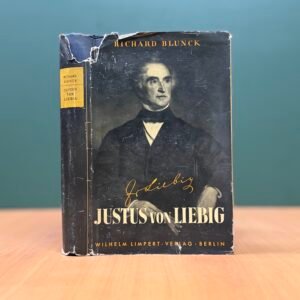 RICHARD BLUNCK
J Liebig
JUSTUS VON LIEBIG
WILHELM LIMPERT-VERLAG·BERLIN
RICHARD
BLUNCK
JUSTUS
VON
LIEBIG